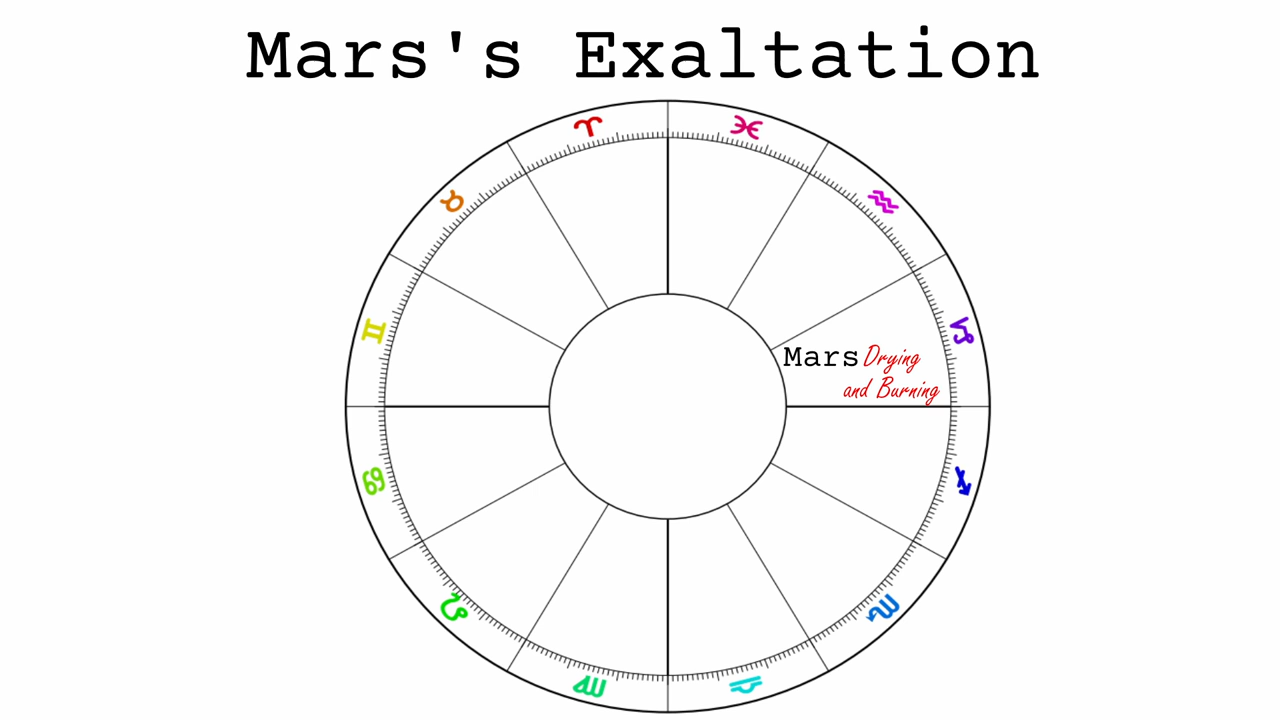 Mars's Exaltation
♈ ♓
♉ ♒
♊ ♑
Mars Drying
and Burning
♋ ♐
♌ ♏
♍ ♎